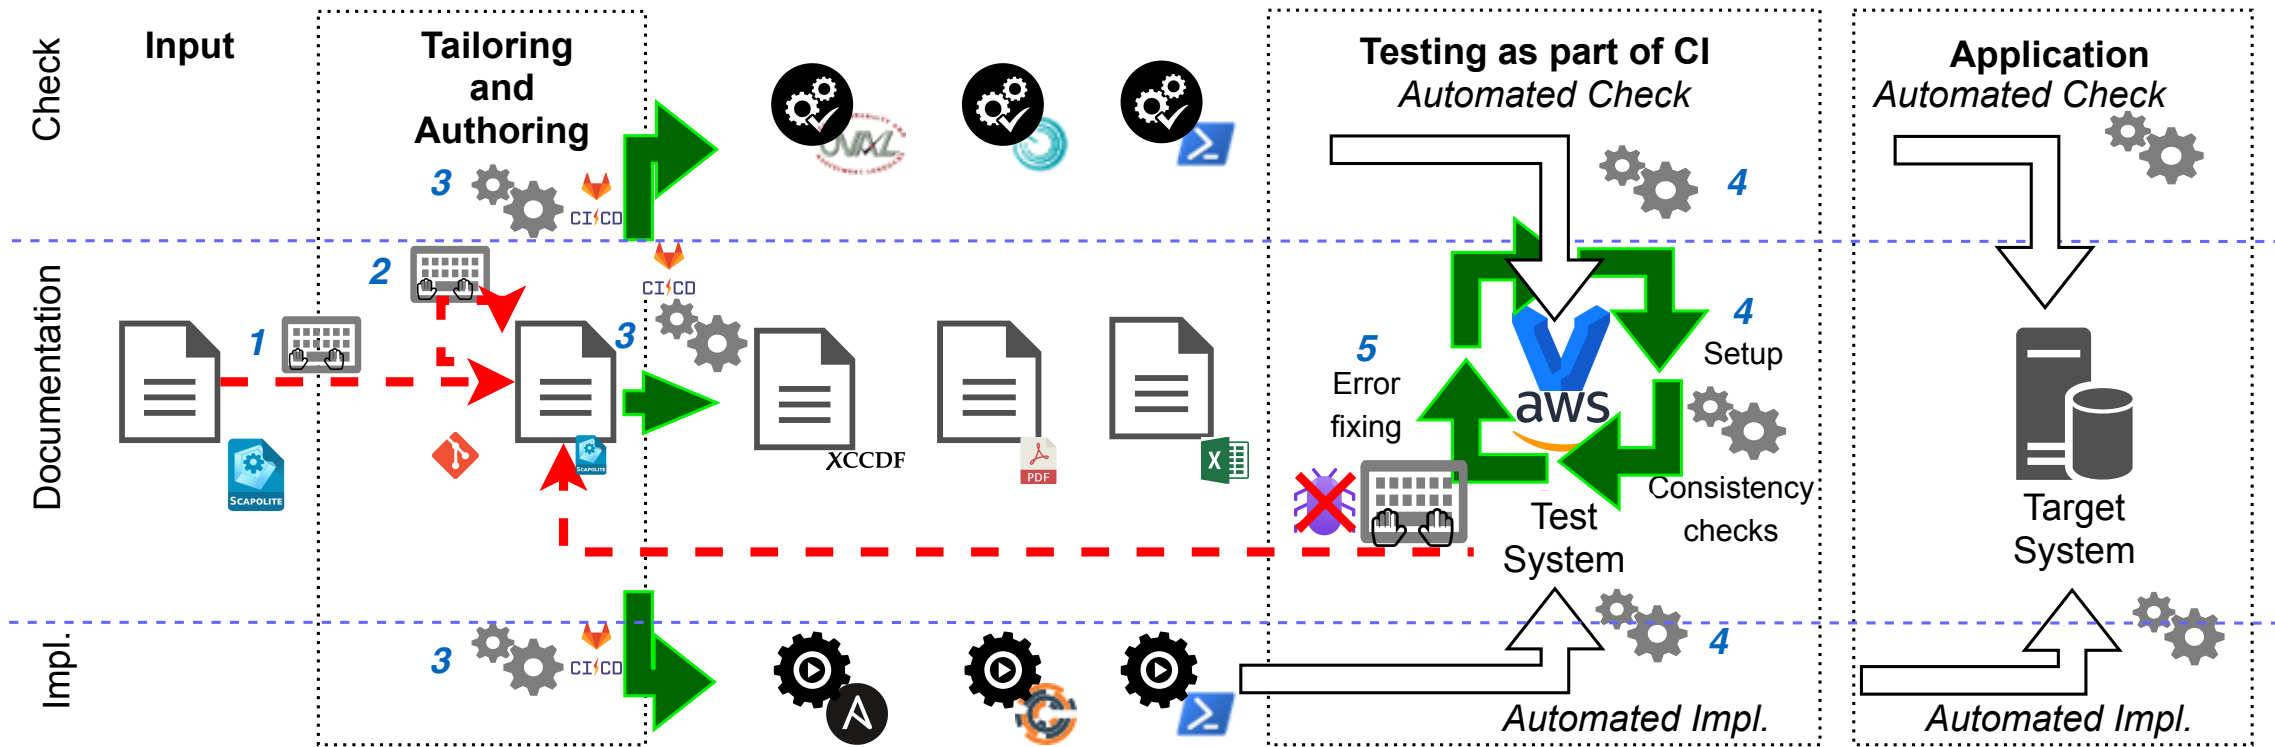 Check
Input
Tailoring
and
Authoring
Testing as part of CI
Automated Check
Application
Automated Check
3
CI CD
4
Documentation
2
CI CD
1
3
SCAPOLITE
SCAPOLITE
XCCDF
PDF
X
5
Error
fixing
aws
4
Setup
Consistency
checks
Test
System
Target
System
Impl.
3
CI CD
4
Automated Impl.
Automated Impl.